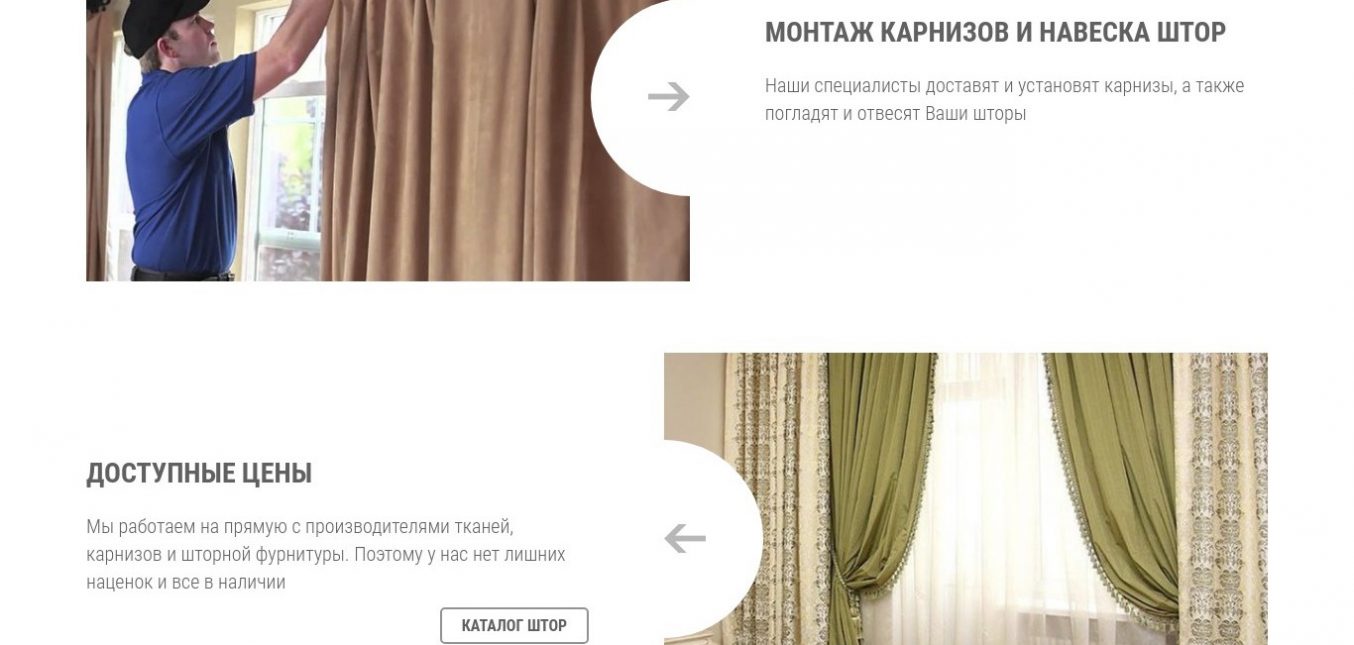 МОНТАЖ КАРНИЗОВ И НАВЕСКА ШТОР
Наши специалисты доставят и установят карнизы, а также
погладят и отвесят Ваши шторы
ДОСТУПНЫЕ ЦЕНЫ
Мы работаем на прямую с производителями тканей,
карнизов и шторной фурнитуры. Поэтому у нас нет лишних
наценок и все в наличии
КАТАЛОГ ШТОР